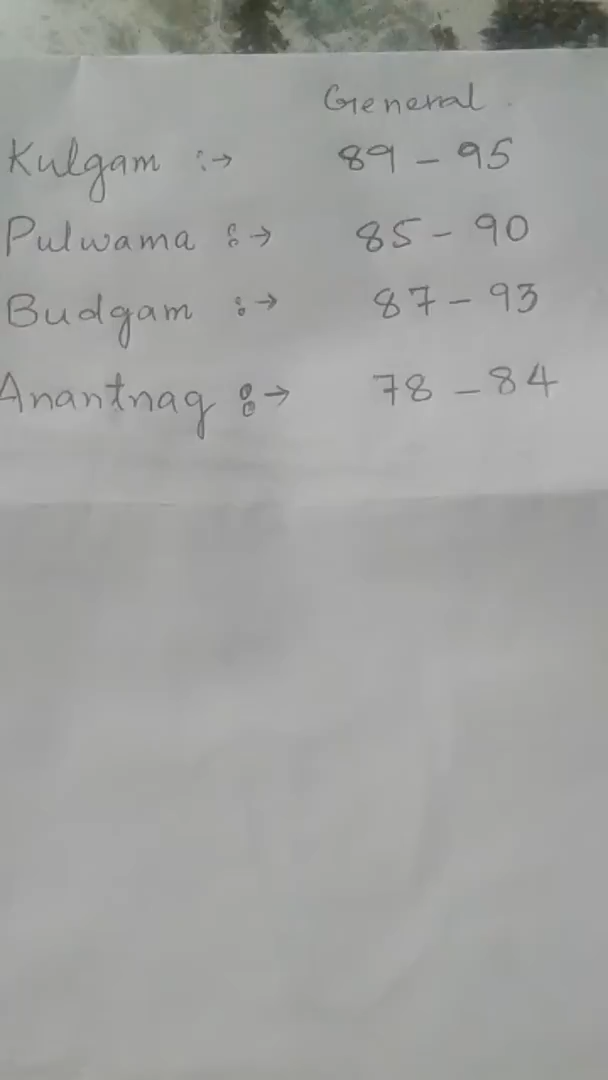 General.
Kulgam :→ 89 - 95
Pulwama :→ 85 - 90
Budgam :→ 87 - 93
Anantnag :→ 78 - 84